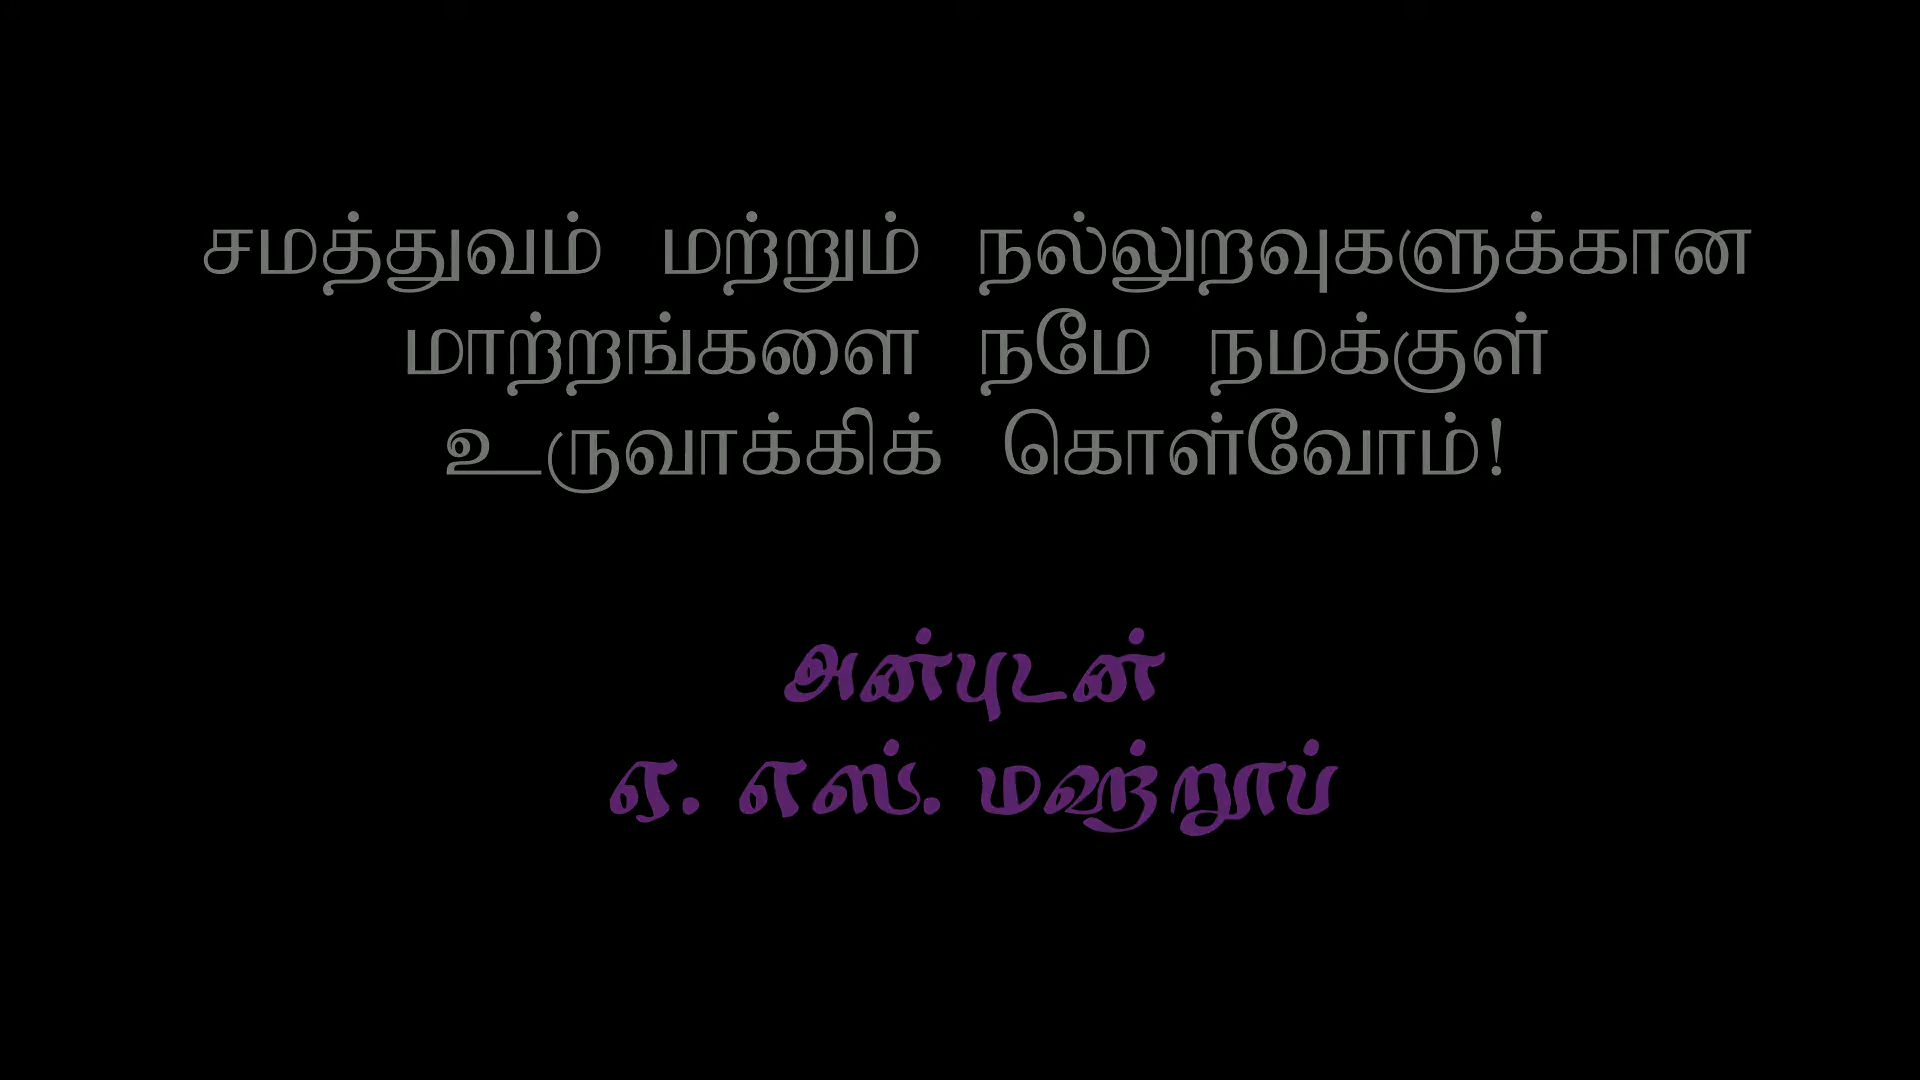 சமத்துவம் மற்றும் நல்லுறவுகளுக்கான
மாற்றங்களை நமே நமக்குள்
உருவாக்கிக் கொள்வோம்!
அன்புடன்
ஏ. எஸ். மஹ்றூப்